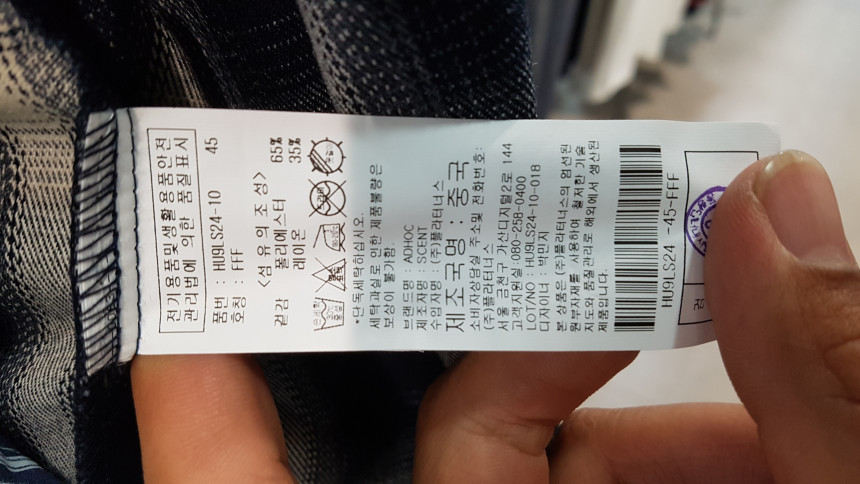 전기용품및생활용품안전
관리법에 의한 품질표시
품번 : HU9LS24-10 45
호칭 : FFF
<섬유의 조성>
겉감 폴리에스터 65%
레이온 35%
*단독세탁하십시오.
세탁과실로 인한 제품불량은
보상이 불가함.
브랜드명 : ADHOC
제조자명 : SCENT
수입자명 : (주)플라터너스
제조국명 : 중국
소비자상담실 주소및 전화번호:
(주)플라터너스
서울 금천구 가산디지털2로 144
고객지원실:080-258-0400
LOT/NO : HU9LS24-10-018
디자이너 : 박민지
본 상품은 (주)플라터너스의 엄선된
원부자재를 사용하여, 철저한 기술
지도와 품질관리로 해외에서 생산된
제품입니다.
HU9LS24 -45-FFF
검